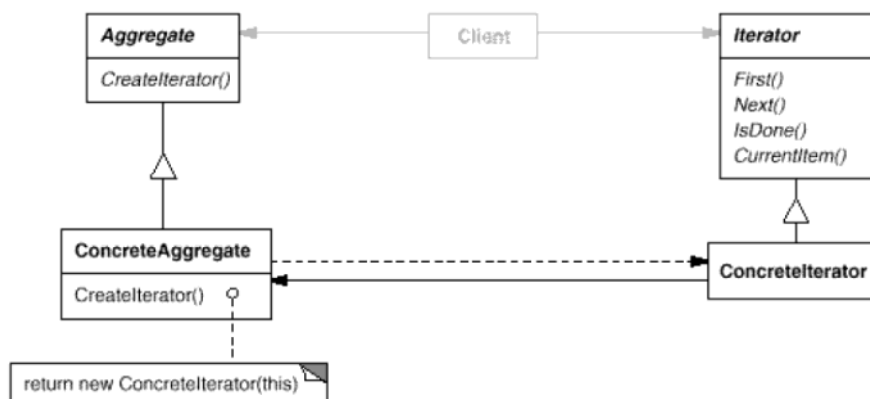 Aggregate
CreateIterator()
Client
Iterator
First()
Next()
IsDone()
CurrentItem()
ConcreteAggregate
CreateIterator()
ConcreteIterator
return new ConcreteIterator(this)